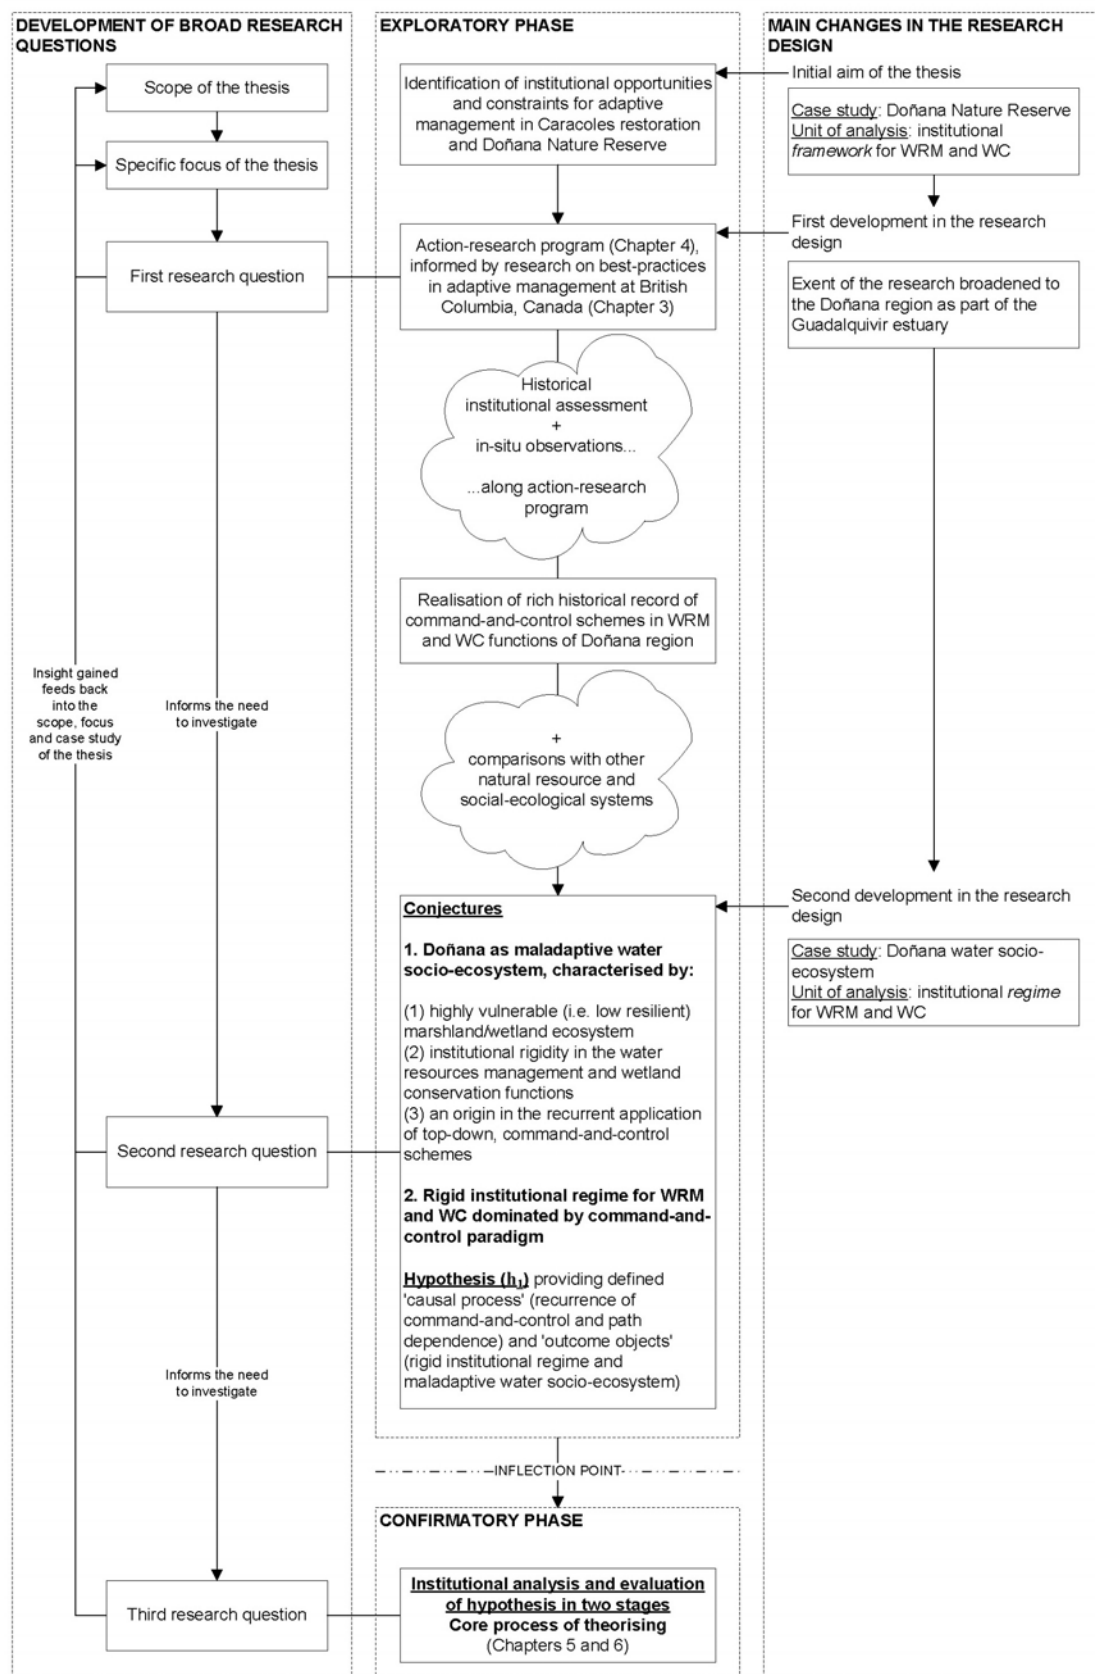 DEVELOPMENT OF BROAD RESEARCH
QUESTIONS
Scope of the thesis
Specific focus of the thesis
First research question
Insight gained
feeds back
into the
scope, focus
and case study
of the thesis
Informs the need
to investigate
Second research question
Informs the need
to investigate
Third research question
EXPLORATORY PHASE
Identification of institutional opportunities
and constraints for adaptive
management in Caracoles restoration
and Doñana Nature Reserve
Action-research program (Chapter 4),
informed by research on best-practices
in adaptive management at British
Columbia, Canada (Chapter 3)
Historical
institutional assessment
+
in-situ observations...
...along action-research
program
Realisation of rich historical record of
command-and-control schemes in WRM
and WC functions of Doñana region
+
comparisons with other
natural resource and
social-ecological systems
Conjectures
1. Doñana as maladaptive water
socio-ecosystem, characterised by:
(1) highly vulnerable (i.e. low resilient)
marshland/wetland ecosystem
(2) institutional rigidity in the water
resources management and wetland
conservation functions
(3) an origin in the recurrent application
of top-down, command-and-control
schemes
2. Rigid institutional regime for WRM
and WC dominated by command-and-
control paradigm
Hypothesis (h₁) providing defined
'causal process' (recurrence of
command-and-control and path
dependence) and 'outcome objects'
(rigid institutional regime and
maladaptive water socio-ecosystem)
INFLECTION POINT
CONFIRMATORY PHASE
Institutional analysis and evaluation
of hypothesis in two stages
Core process of theorising
(Chapters 5 and 6)
MAIN CHANGES IN THE RESEARCH
DESIGN
Initial aim of the thesis
Case study: Doñana Nature Reserve
Unit of analysis: institutional
framework for WRM and WC
First development in the research
design
Exent of the research broadened to
the Doñana region as part of the
Guadalquivir estuary
Second development in the research
design
Case study: Doñana water socio-
ecosystem
Unit of analysis: institutional regime
for WRM and WC